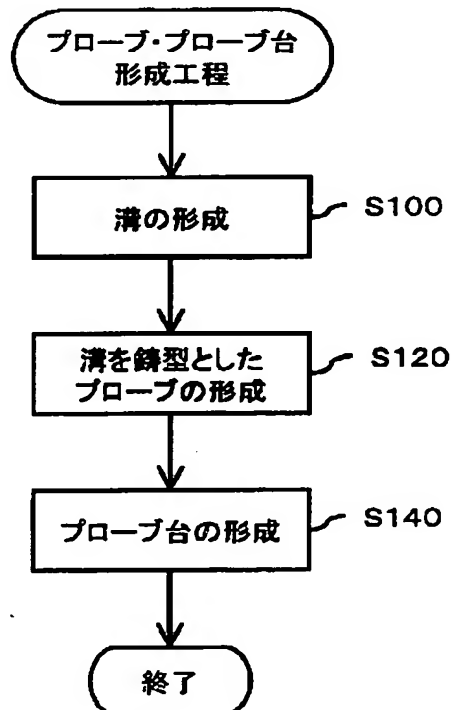 プローブ・プローブ台
形成工程
溝の形成
S100
溝を鋳型とした
プローブの形成
S120
プローブ台の形成
S140
終了